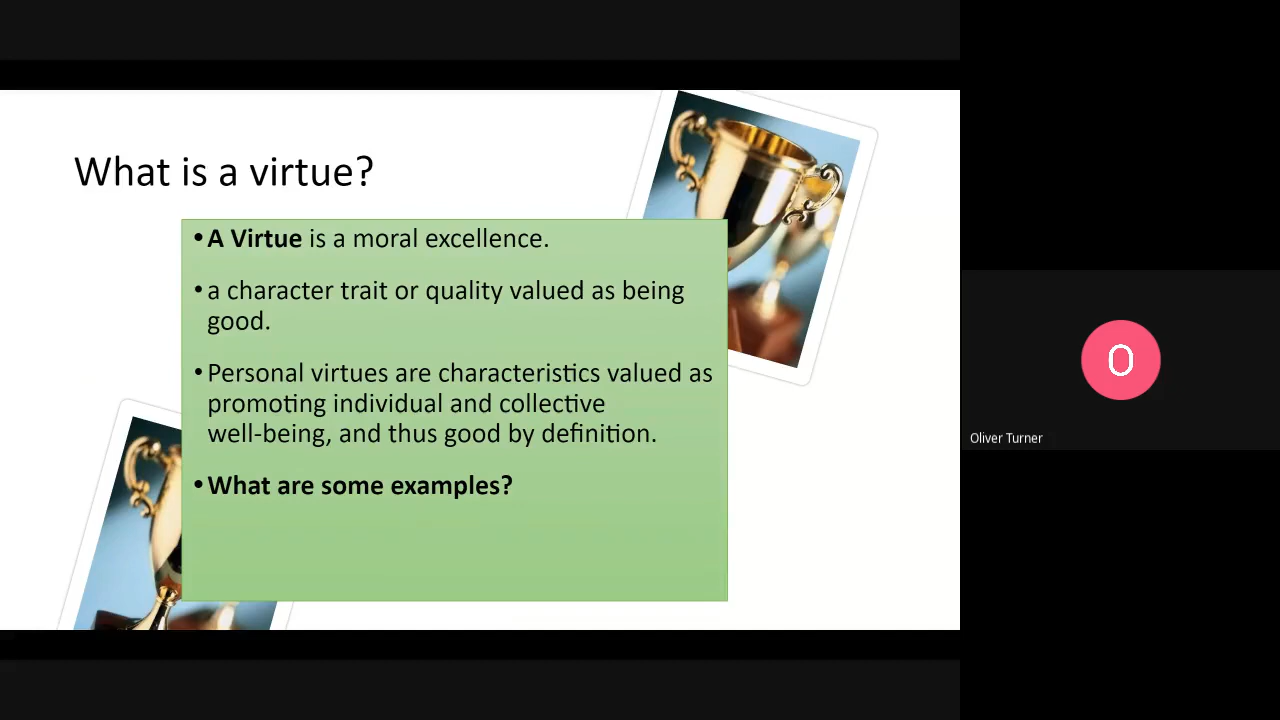 What is a virtue?
•A Virtue is a moral excellence.
•a character trait or quality valued as being
good.
•Personal virtues are characteristics valued as
promoting individual and collective
well-being, and thus good by definition.
•What are some examples?
O
Oliver Turner